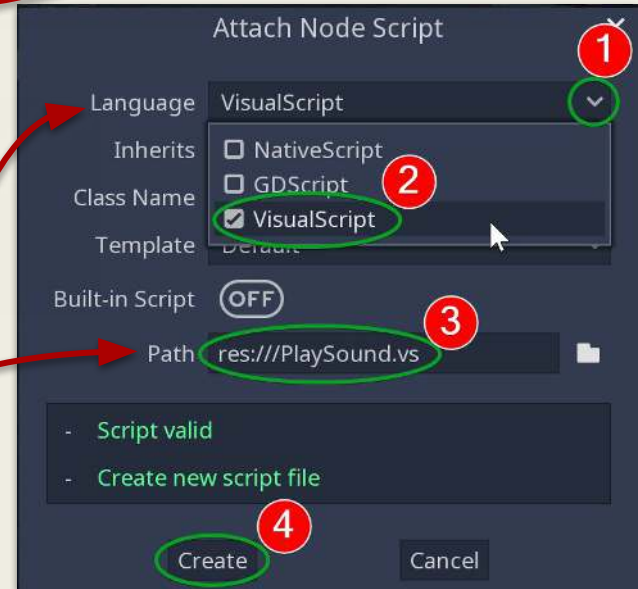 Attach Node Script
1
Language VisualScript
Inherits NativeScript
GDScript 2
Class Name
VisualScript
Template Default
Built-in Script OFF
3
Path res:///PlaySound.vs
- Script valid
- Create new script file
4
Create Cancel